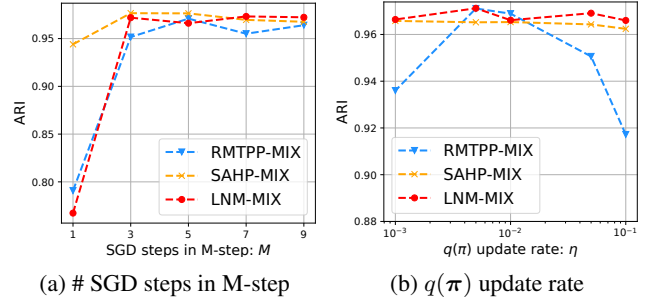 ARI
0.95
0.90
0.85
0.80
RMTPP-MIX
SAHP-MIX
LNM-MIX
1 3 5 7 9
SGD steps in M-step: M
(a) # SGD steps in M-step
ARI
0.96
0.94
0.92
0.90
0.88
RMTPP-MIX
SAHP-MIX
LNM-MIX
10⁻³ 10⁻² 10⁻¹
q(π) update rate: η
(b) q(π) update rate